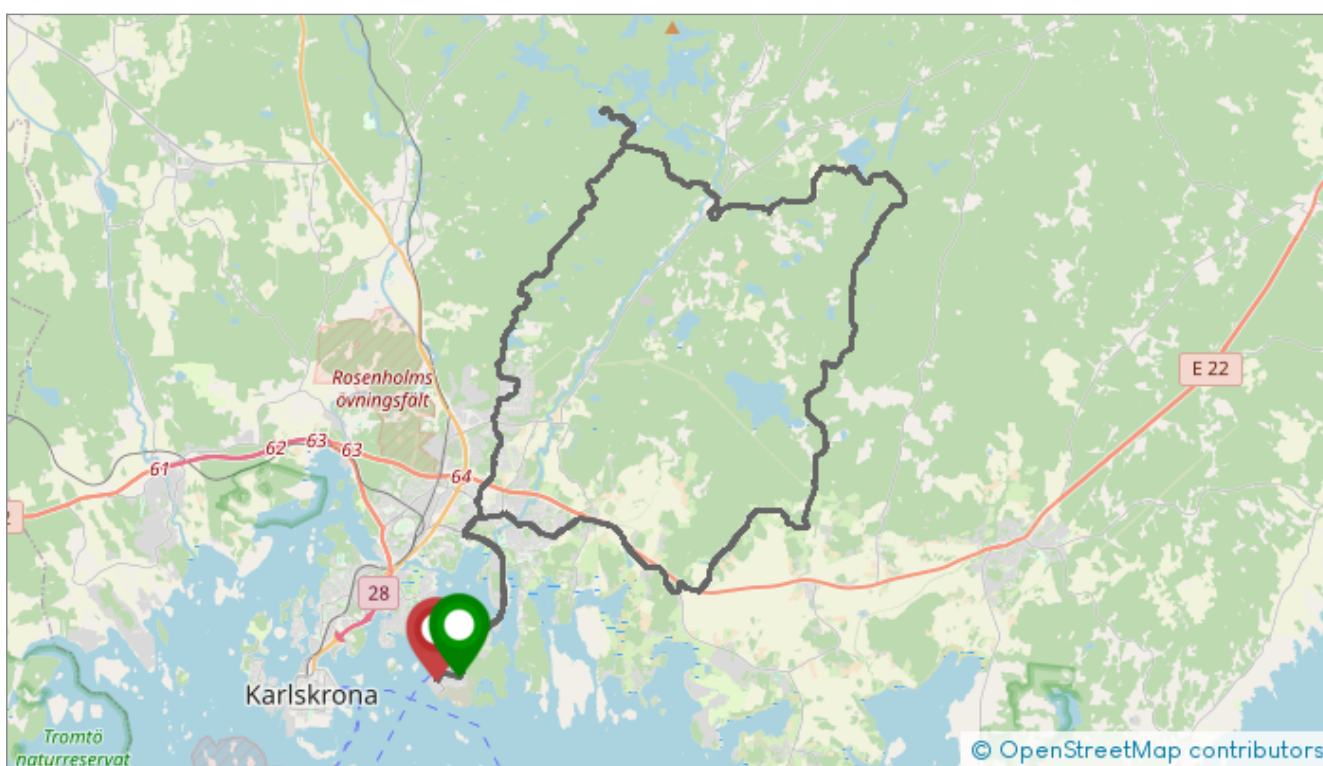 Rosenholms
övningsfält
E 22
62
63
63
61
64
28
Karlskrona
Tromtö
naturreservat
© OpenStreetMap contributors